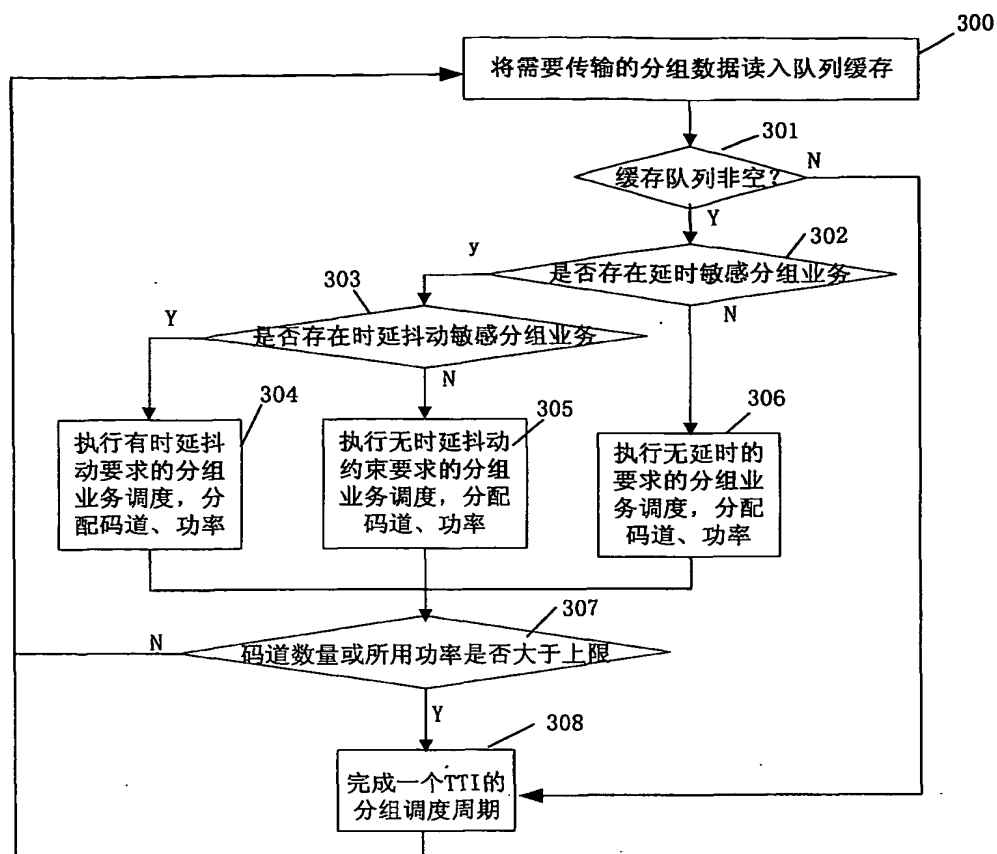 300
将需要传输的分组数据读入队列缓存
301
缓存队列非空?
N
Y
302
是否存在延时敏感分组业务
y
N
303
是否存在时延抖动敏感分组业务
Y
N
304
执行有时延抖
动要求的分组
业务调度，分
配码道、功率
305
执行无时延抖动
约束要求的分组
业务调度，分配
码道、功率
306
执行无延时的
要求的分组业
务调度，分配
码道、功率
307
码道数量或所用功率是否大于上限
N
Y
308
完成一个TTI的
分组调度周期